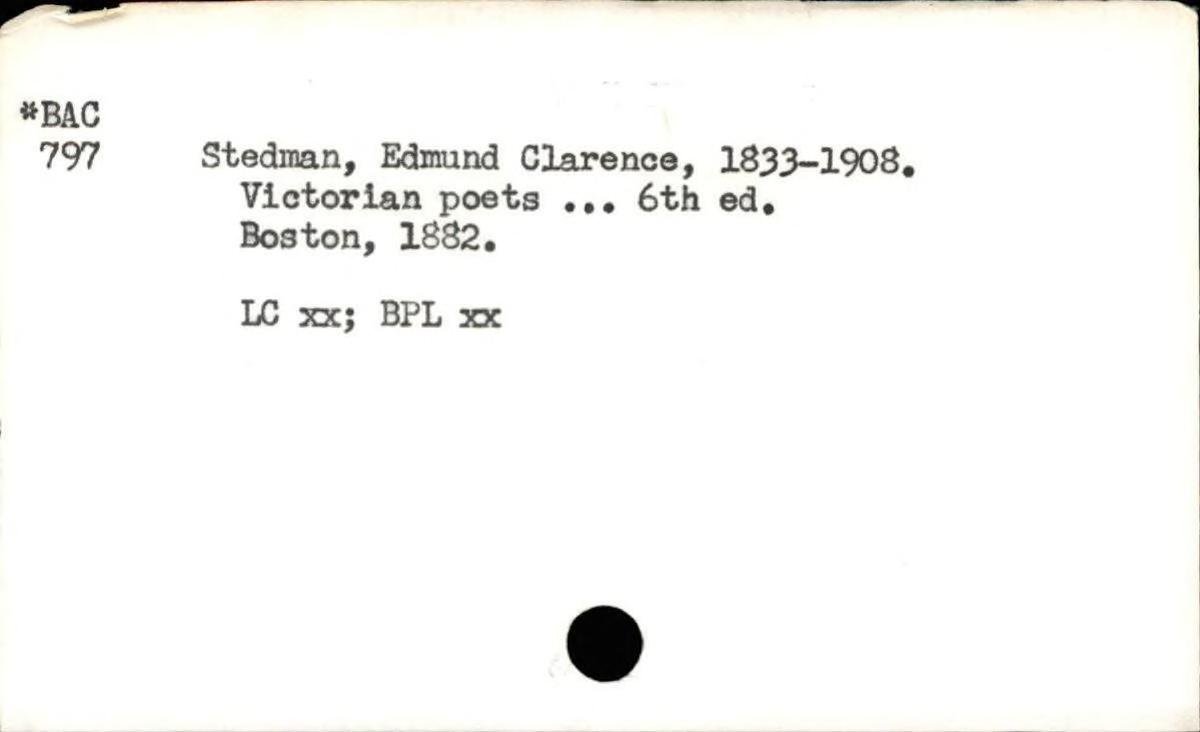 *BAC
797 Stedman, Edmund Clarence, 1833-1908.
Victorian poets ... 6th ed.
Boston, 1882.
LC xx; BPL xx